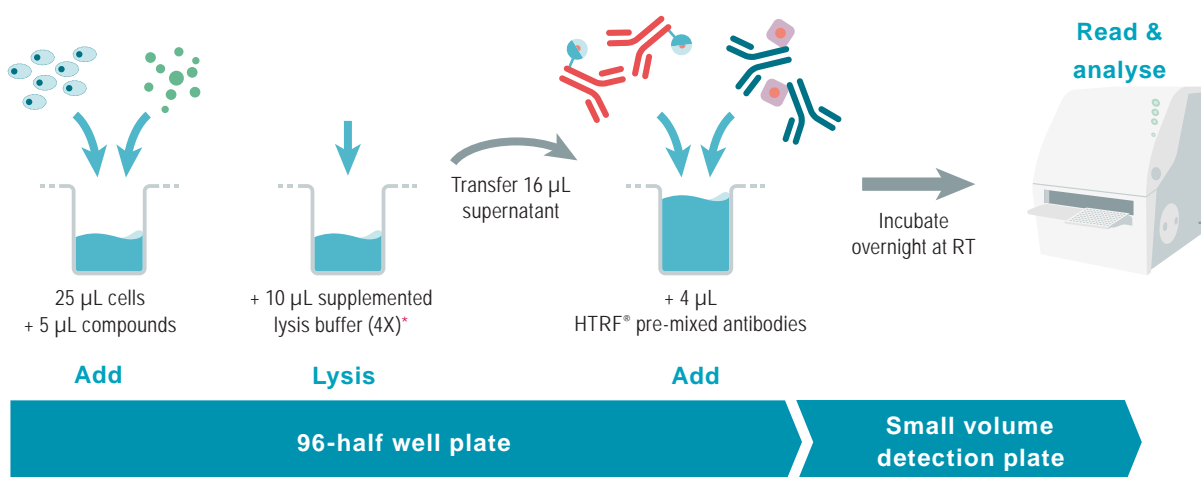 Read &
analyse
Transfer 16 µL
supernatant
Incubate
overnight at RT
25 µL cells
+ 5 µL compounds
+ 10 µL supplemented
lysis buffer (4X)*
+ 4 µL
HTRF® pre-mixed antibodies
Add
Lysis
Add
96-half well plate
Small volume
detection plate